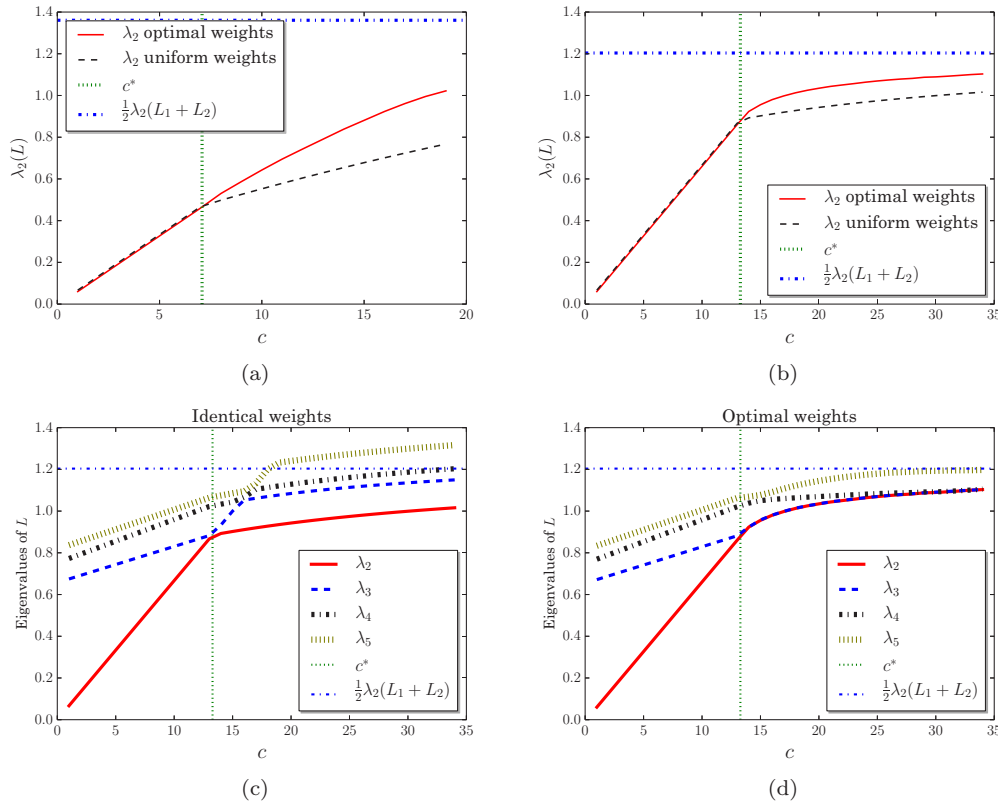 1.4
1.2
1.0
0.8
0.6
0.4
0.2
0.0
λ₂(L)
λ₂ optimal weights
λ₂ uniform weights
c*
½λ₂(L₁ + L₂)
0 5 10 15 20
c
(a)
1.4
1.2
1.0
0.8
0.6
0.4
0.2
0.0
λ₂(L)
λ₂ optimal weights
λ₂ uniform weights
c*
½λ₂(L₁ + L₂)
0 5 10 15 20 25 30 35
c
(b)
Identical weights
1.4
1.2
1.0
0.8
0.6
0.4
0.2
0.0
Eigenvalues of L
λ₂
λ₃
λ₄
λ₅
c*
½λ₂(L₁ + L₂)
0 5 10 15 20 25 30 35
c
(c)
Optimal weights
1.4
1.2
1.0
0.8
0.6
0.4
0.2
0.0
Eigenvalues of L
λ₂
λ₃
λ₄
λ₅
c*
½λ₂(L₁ + L₂)
0 5 10 15 20 25 30 35
c
(d)